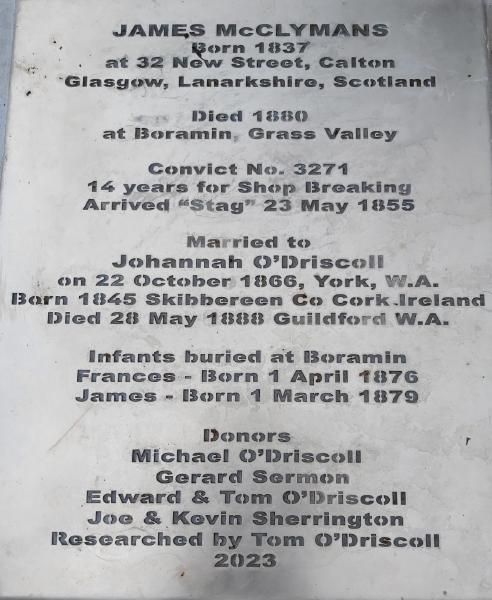 JAMES McCLYMANS
Born 1837
at 32 New Street, Calton
Glasgow, Lanarkshire, Scotland
Died 1880
at Boramin, Grass Valley
Convict No. 3271
14 years for Shop Breaking
Arrived “Stag” 23 May 1855
Married to
Johannah O’Driscoll
on 22 October 1866, York, W.A.
Born 1845 Skibbereen Co Cork.Ireland
Died 28 May 1888 Guildford W.A.
Infants buried at Boramin
Frances - Born 1 April 1876
James - Born 1 March 1879
Donors
Michael O’Driscoll
Gerard Sermon
Edward & Tom O’Driscoll
Joe & Kevin Sherrington
Researched by Tom O’Driscoll
2023